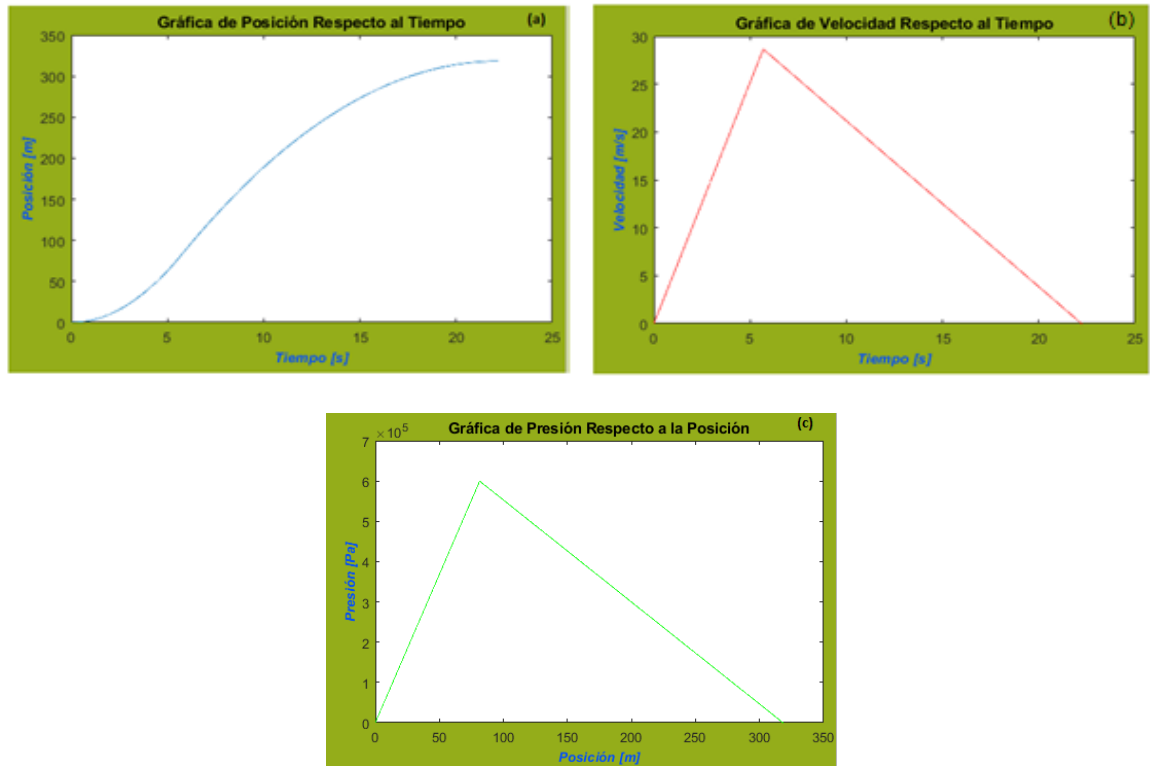 Gráfica de Posición Respecto al Tiempo
(a)
350
300
250
200
150
100
50
0
Posición [m]
0 5 10 15 20 25
Tiempo [s]
Gráfica de Velocidad Respecto al Tiempo
(b)
30
25
20
15
10
5
0
Velocidad [m/s]
0 5 10 15 20 25
Tiempo [s]
Gráfica de Presión Respecto a la Posición
(c)
×10⁵
7
6
5
4
3
2
1
0
Presión [Pa]
0 50 100 150 200 250 300 350
Posición [m]